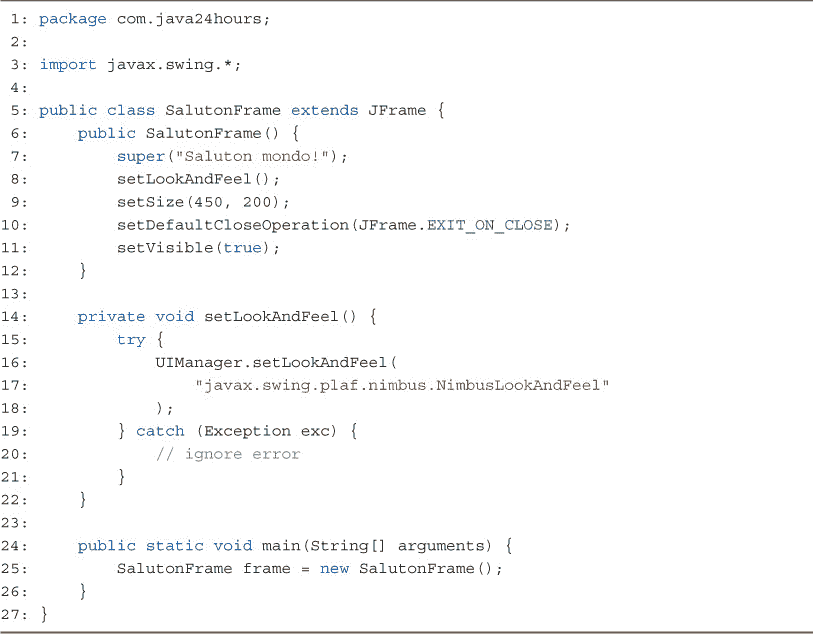 1: package com.java24hours;
2:
3: import javax.swing.*;
4:
5: public class SalutonFrame extends JFrame {
6:     public SalutonFrame() {
7:         super("Saluton mondo!");
8:         setLookAndFeel();
9:         setSize(450, 200);
10:         setDefaultCloseOperation(JFrame.EXIT_ON_CLOSE);
11:         setVisible(true);
12:     }
13:
14:     private void setLookAndFeel() {
15:         try {
16:             UIManager.setLookAndFeel(
17:                 "javax.swing.plaf.nimbus.NimbusLookAndFeel"
18:             );
19:         } catch (Exception exc) {
20:             // ignore error
21:         }
22:     }
23:
24:     public static void main(String[] arguments) {
25:         SalutonFrame frame = new SalutonFrame();
26:     }
27: }